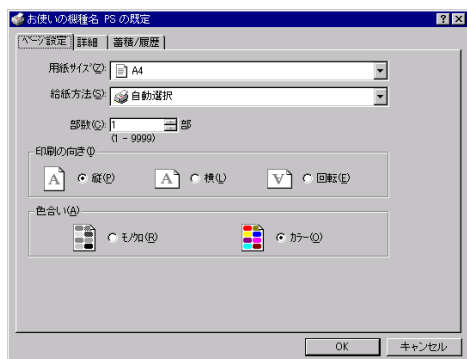 お使いの機種名 PS の既定
ページ設定 詳細 蓄積/履歴
用紙サイズ(Z): A4
給紙方法(S): 自動選択
部数(C): 1 部
(1 - 9999)
印刷の向き(I)
A 縦(P) A 横(L) A 回転(E)
色合い(A)
モノクロ(R) カラー(O)
OK キャンセル